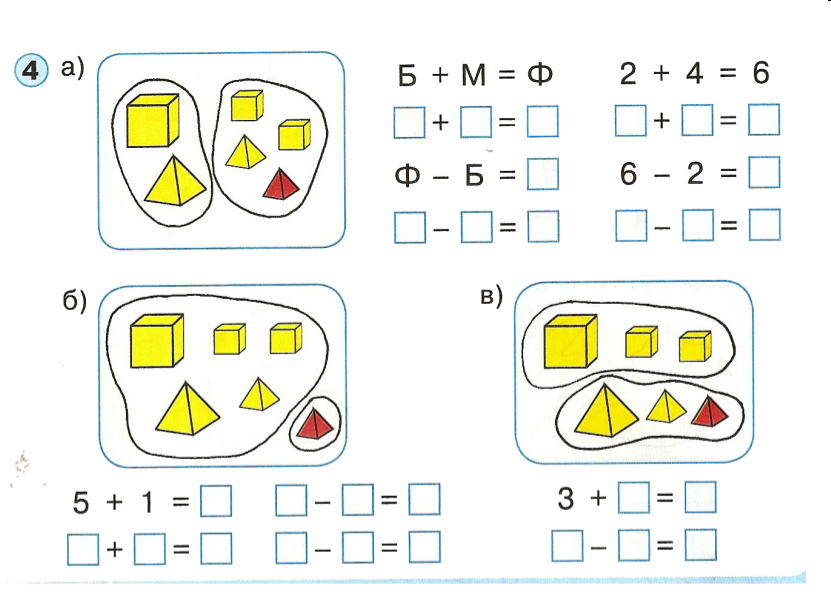 4 а)
Б + М = Ф 2 + 4 = 6
□ + □ = □ □ + □ = □
Ф – Б = □ 6 – 2 = □
□ – □ = □ □ – □ = □
б)
в)
5 + 1 = □ □ – □ = □
□ + □ = □ □ – □ = □
3 + □ = □
□ – □ = □